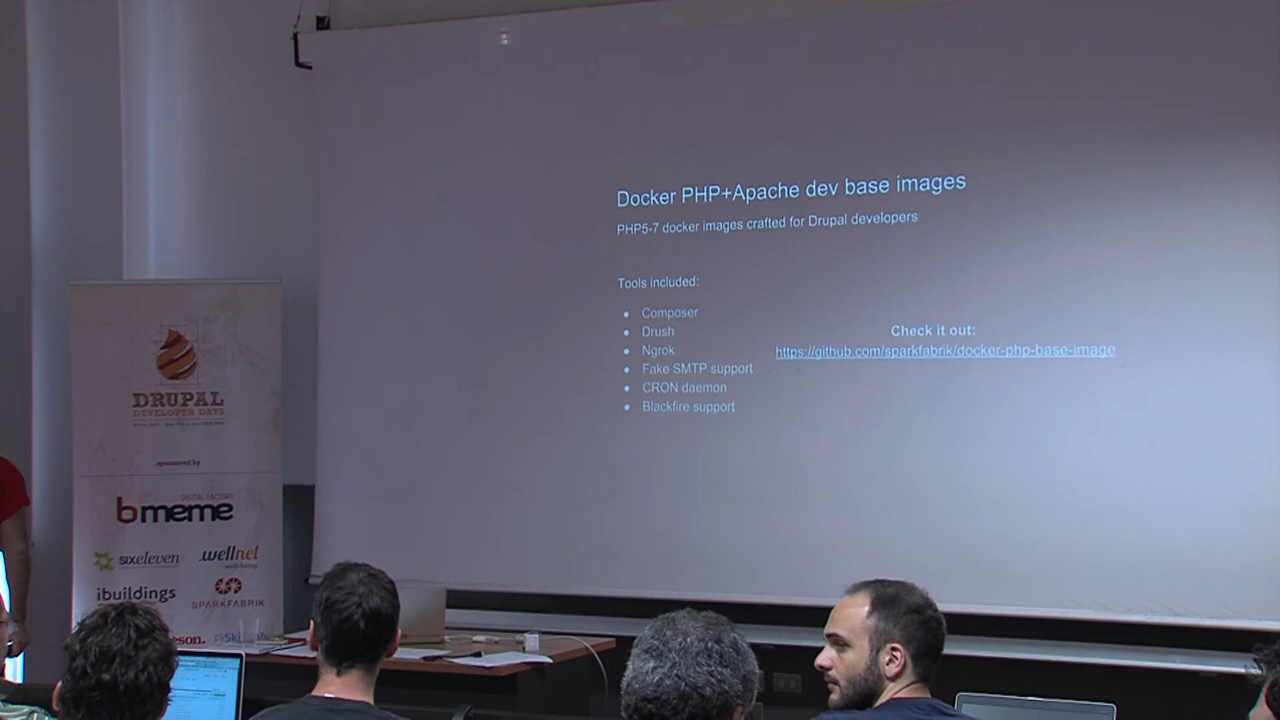 Docker PHP+Apache dev base images
PHP5-7 docker images crafted for Drupal developers
Tools included:
● Composer
● Drush
● Ngrok
● Fake SMTP support
● CRON daemon
● Blackfire support
Check it out:
https://github.com/sparkfabrik/docker-php-base-image
DRUPAL
DEVELOPER DAYS
sponsored by
DIGITAL FACTORY
bmeme
sixeleven
.wellnet
ibuildings
SPARKFABRIK